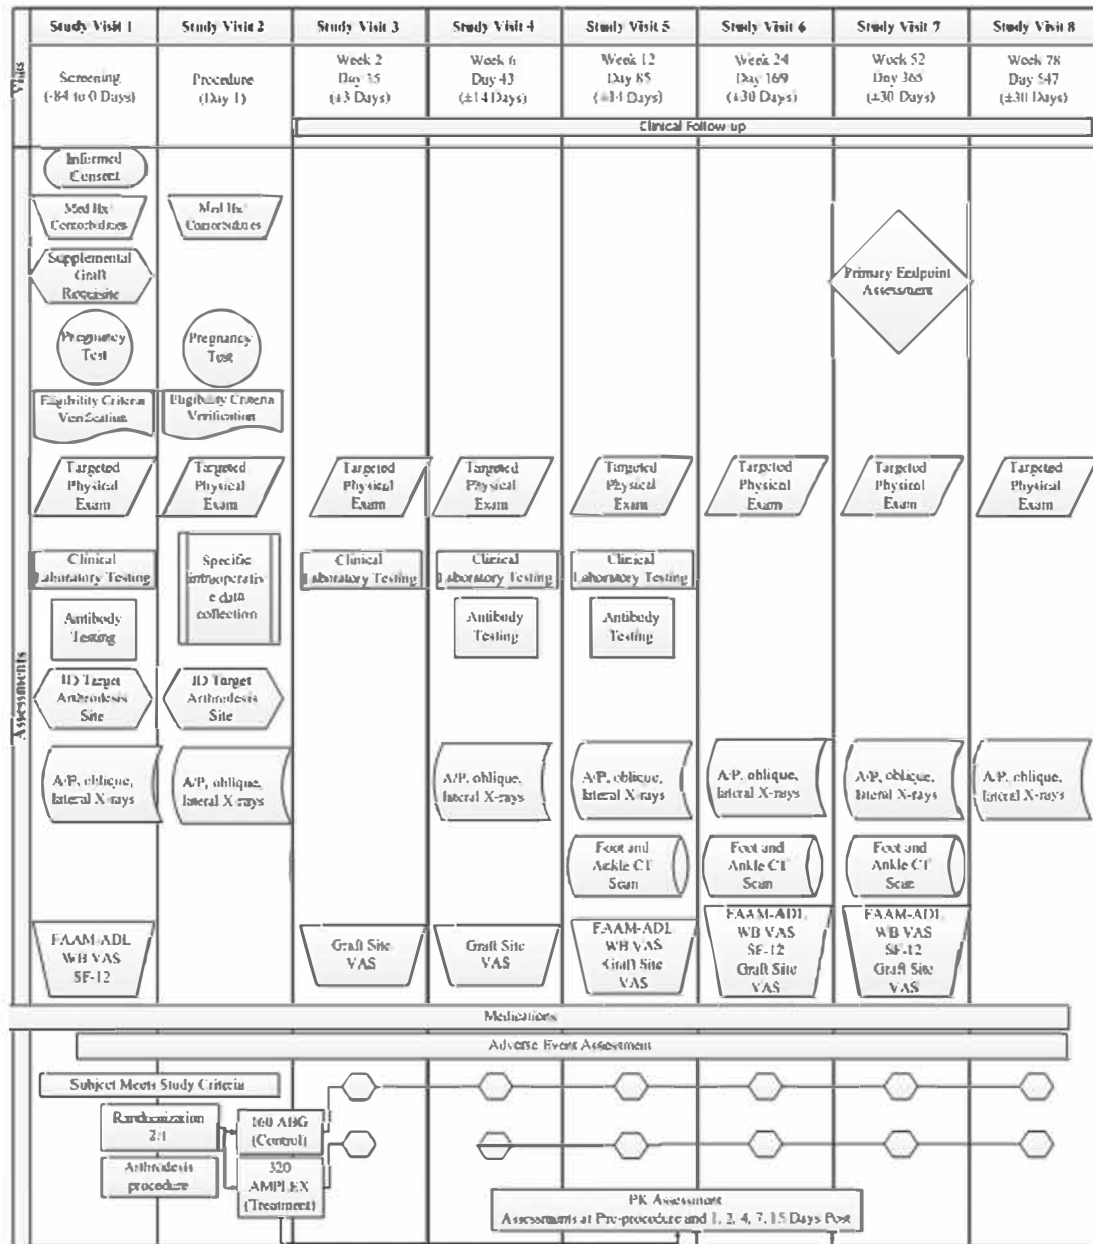 Study Visit 1 Study Visit 2 Study Visit 3 Study Visit 4 Study Visit 5 Study Visit 6 Study Visit 7 Study Visit 8
Visits
Screening
(-84 to 0 Days)
Procedure
(Day 1)
Week 2
Day 15
(±3 Days)
Week 6
Day 43
(±14 Days)
Week 12
Day 85
(±14 Days)
Week 24
Day 169
(±30 Days)
Week 52
Day 365
(±30 Days)
Week 78
Day 547
(±30 Days)
Clinical Follow-up
Assessments
Informed
Consent
Med Hx
Comorbidities
Med Hx
Comorbidities
Supplemental
Graft
Requisite
Primary Endpoint
Assessment
Pregnancy
Test
Pregnancy
Test
Eligibility Criteria
Verification
Eligibility Criteria
Verification
Targeted
Physical
Exam
Targeted
Physical
Exam
Targeted
Physical
Exam
Targeted
Physical
Exam
Targeted
Physical
Exam
Targeted
Physical
Exam
Targeted
Physical
Exam
Targeted
Physical
Exam
Clinical
Laboratory Testing
Specific
intraoperativ
e data
collection
Clinical
Laboratory Testing
Clinical
Laboratory Testing
Clinical
Laboratory Testing
Antibody
Testing
Antibody
Testing
Antibody
Testing
ID Target
Arthrodesis
Site
ID Target
Arthrodesis
Site
A/P, oblique,
lateral X-rays
A/P, oblique,
lateral X-rays
A/P, oblique,
lateral X-rays
A/P, oblique,
lateral X-rays
A/P, oblique,
lateral X-rays
A/P, oblique,
lateral X-rays
A/P, oblique,
lateral X-rays
Foot and
Ankle CT
Scan
Foot and
Ankle CT
Scan
Foot and
Ankle CT
Scan
FAAM-ADL
WB VAS
SF-12
Graft Site
VAS
Graft Site
VAS
FAAM-ADL
WB VAS
Graft Site
VAS
FAAM-ADL
WB VAS
SF-12
Graft Site
VAS
FAAM-ADL
WB VAS
SF-12
Graft Site
VAS
Medications
Adverse Event Assessment
Subject Meets Study Criteria
Randomization
2:1
160 ABG
(Control)
Arthrodesis
procedure
320
AMPLEX
(Treatment)
PK Assessment
Assessments at Pre-procedure and 1, 2, 4, 7, 15 Days Post